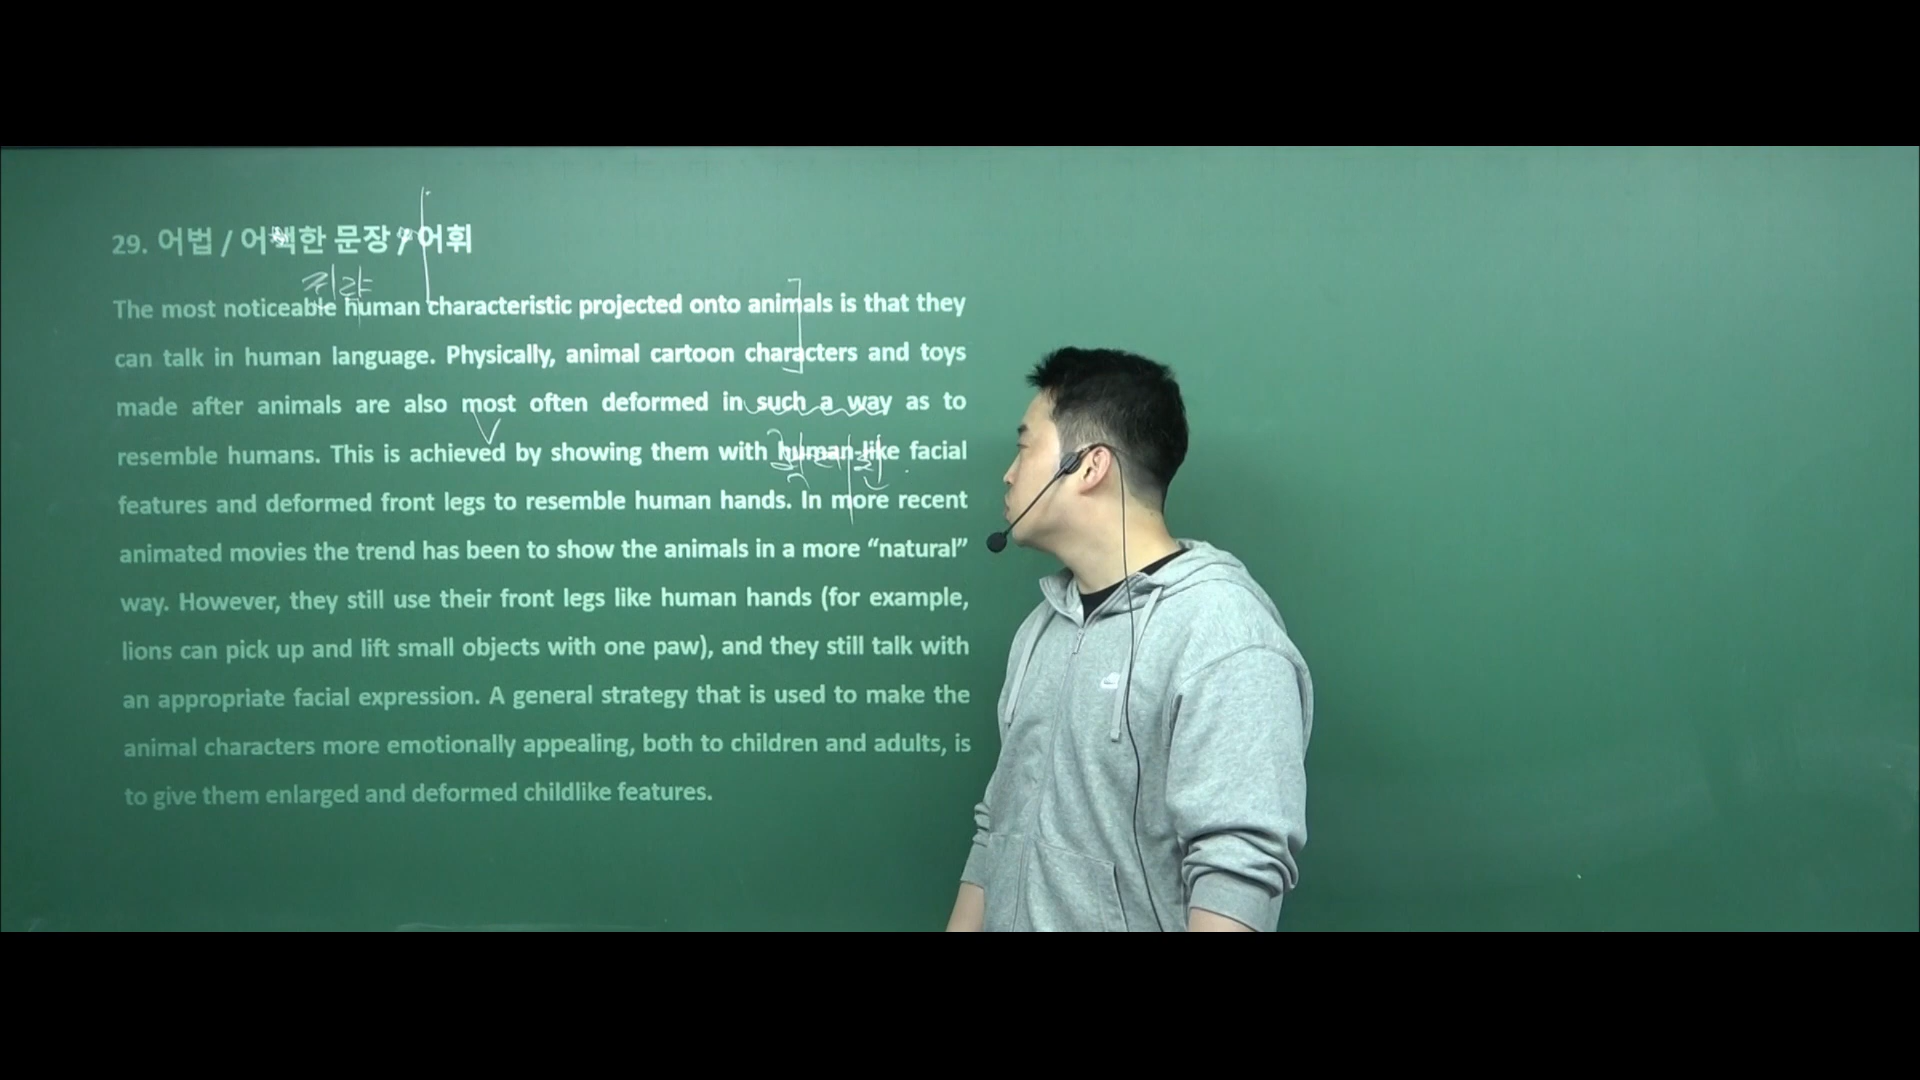 29. 어법 / 어색한 문장 / 어휘
The most noticeable human characteristic projected onto animals is that they
can talk in human language. Physically, animal cartoon characters and toys
made after animals are also most often deformed in such a way as to
resemble humans. This is achieved by showing them with human-like facial
features and deformed front legs to resemble human hands. In more recent
animated movies the trend has been to show the animals in a more “natural”
way. However, they still use their front legs like human hands (for example,
lions can pick up and lift small objects with one paw), and they still talk with
an appropriate facial expression. A general strategy that is used to make the
animal characters more emotionally appealing, both to children and adults, is
to give them enlarged and deformed childlike features.